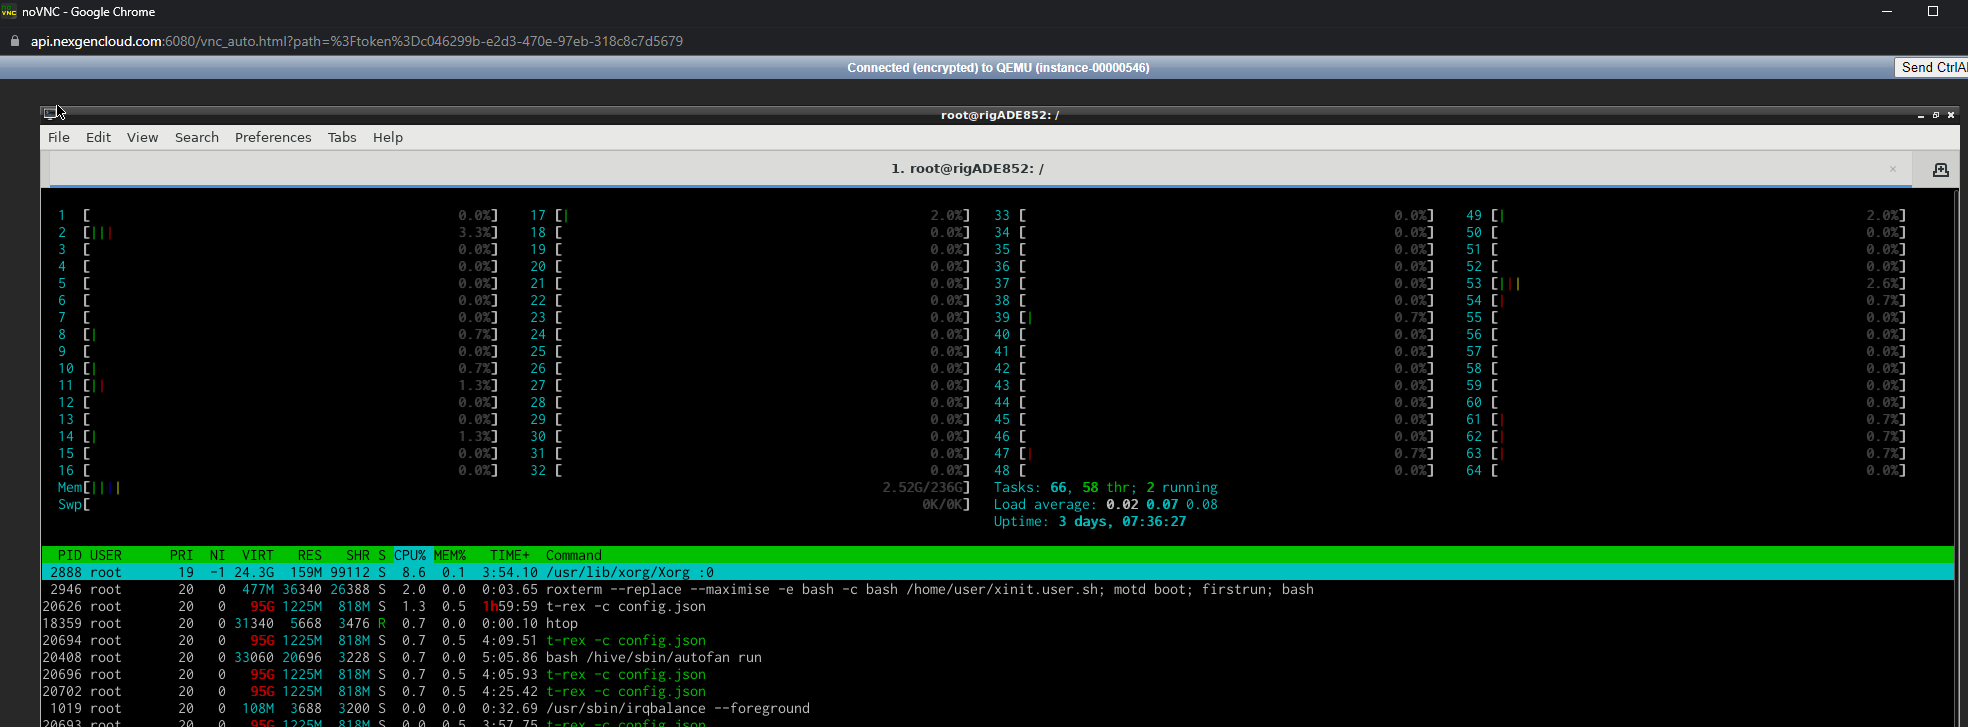 noVNC - Google Chrome
api.nexgencloud.com:6080/vnc_auto.html?path=%3Ftoken%3Dc046299b-e2d3-470e-97eb-318c8c7d5679
Connected (encrypted) to QEMU (instance-00000546)
Send CtrlAl
root@rigADE852: /
File Edit View Search Preferences Tabs Help
1. root@rigADE852: /
1 [ 0.0%] 17 [| 2.0%] 33 [ 0.0%] 49 [| 2.0%]
2 [||| 3.3%] 18 [ 0.0%] 34 [ 0.0%] 50 [ 0.0%]
3 [ 0.0%] 19 [ 0.0%] 35 [ 0.0%] 51 [ 0.0%]
4 [ 0.0%] 20 [ 0.0%] 36 [ 0.0%] 52 [ 0.0%]
5 [ 0.0%] 21 [ 0.0%] 37 [ 0.0%] 53 [||| 2.6%]
6 [ 0.0%] 22 [ 0.0%] 38 [ 0.0%] 54 [| 0.7%]
7 [ 0.0%] 23 [ 0.0%] 39 [| 0.7%] 55 [ 0.0%]
8 [| 0.7%] 24 [ 0.0%] 40 [ 0.0%] 56 [ 0.0%]
9 [ 0.0%] 25 [ 0.0%] 41 [ 0.0%] 57 [ 0.0%]
10 [| 0.7%] 26 [ 0.0%] 42 [ 0.0%] 58 [ 0.0%]
11 [|| 1.3%] 27 [ 0.0%] 43 [ 0.0%] 59 [ 0.0%]
12 [ 0.0%] 28 [ 0.0%] 44 [ 0.0%] 60 [ 0.0%]
13 [ 0.0%] 29 [ 0.0%] 45 [ 0.0%] 61 [| 0.7%]
14 [| 1.3%] 30 [ 0.0%] 46 [ 0.0%] 62 [| 0.7%]
15 [ 0.0%] 31 [ 0.0%] 47 [| 0.7%] 63 [| 0.7%]
16 [ 0.0%] 32 [ 0.0%] 48 [ 0.0%] 64 [ 0.0%]
Mem[|||| 2.52G/236G] Tasks: 66, 58 thr; 2 running
Swp[ 0K/0K] Load average: 0.02 0.07 0.08
Uptime: 3 days, 07:36:27
PID USER PRI NI VIRT RES SHR S CPU% MEM% TIME+ Command
2888 root 19 -1 24.3G 159M 99112 S 8.6 0.1 3:54.10 /usr/lib/xorg/Xorg :0
2946 root 20 0 477M 36340 26388 S 2.0 0.0 0:03.65 roxterm --replace --maximise -e bash -c bash /home/user/xinit.user.sh; motd boot; firstrun; bash
20626 root 20 0 95G 1225M 818M S 1.3 0.5 1h59:59 t-rex -c config.json
18359 root 20 0 31340 5668 3476 R 0.7 0.0 0:00.10 htop
20694 root 20 0 95G 1225M 818M S 0.7 0.5 4:09.51 t-rex -c config.json
20408 root 20 0 33060 20696 3228 S 0.7 0.0 5:05.86 bash /hive/sbin/autofan run
20696 root 20 0 95G 1225M 818M S 0.7 0.5 4:05.93 t-rex -c config.json
20702 root 20 0 95G 1225M 818M S 0.7 0.5 4:25.42 t-rex -c config.json
1019 root 20 0 108M 3688 3200 S 0.0 0.0 0:32.69 /usr/sbin/irqbalance --foreground
20693 root 20 0 95G 1225M 818M S 0.0 0.5 3:57.75 t-rex -c config.json